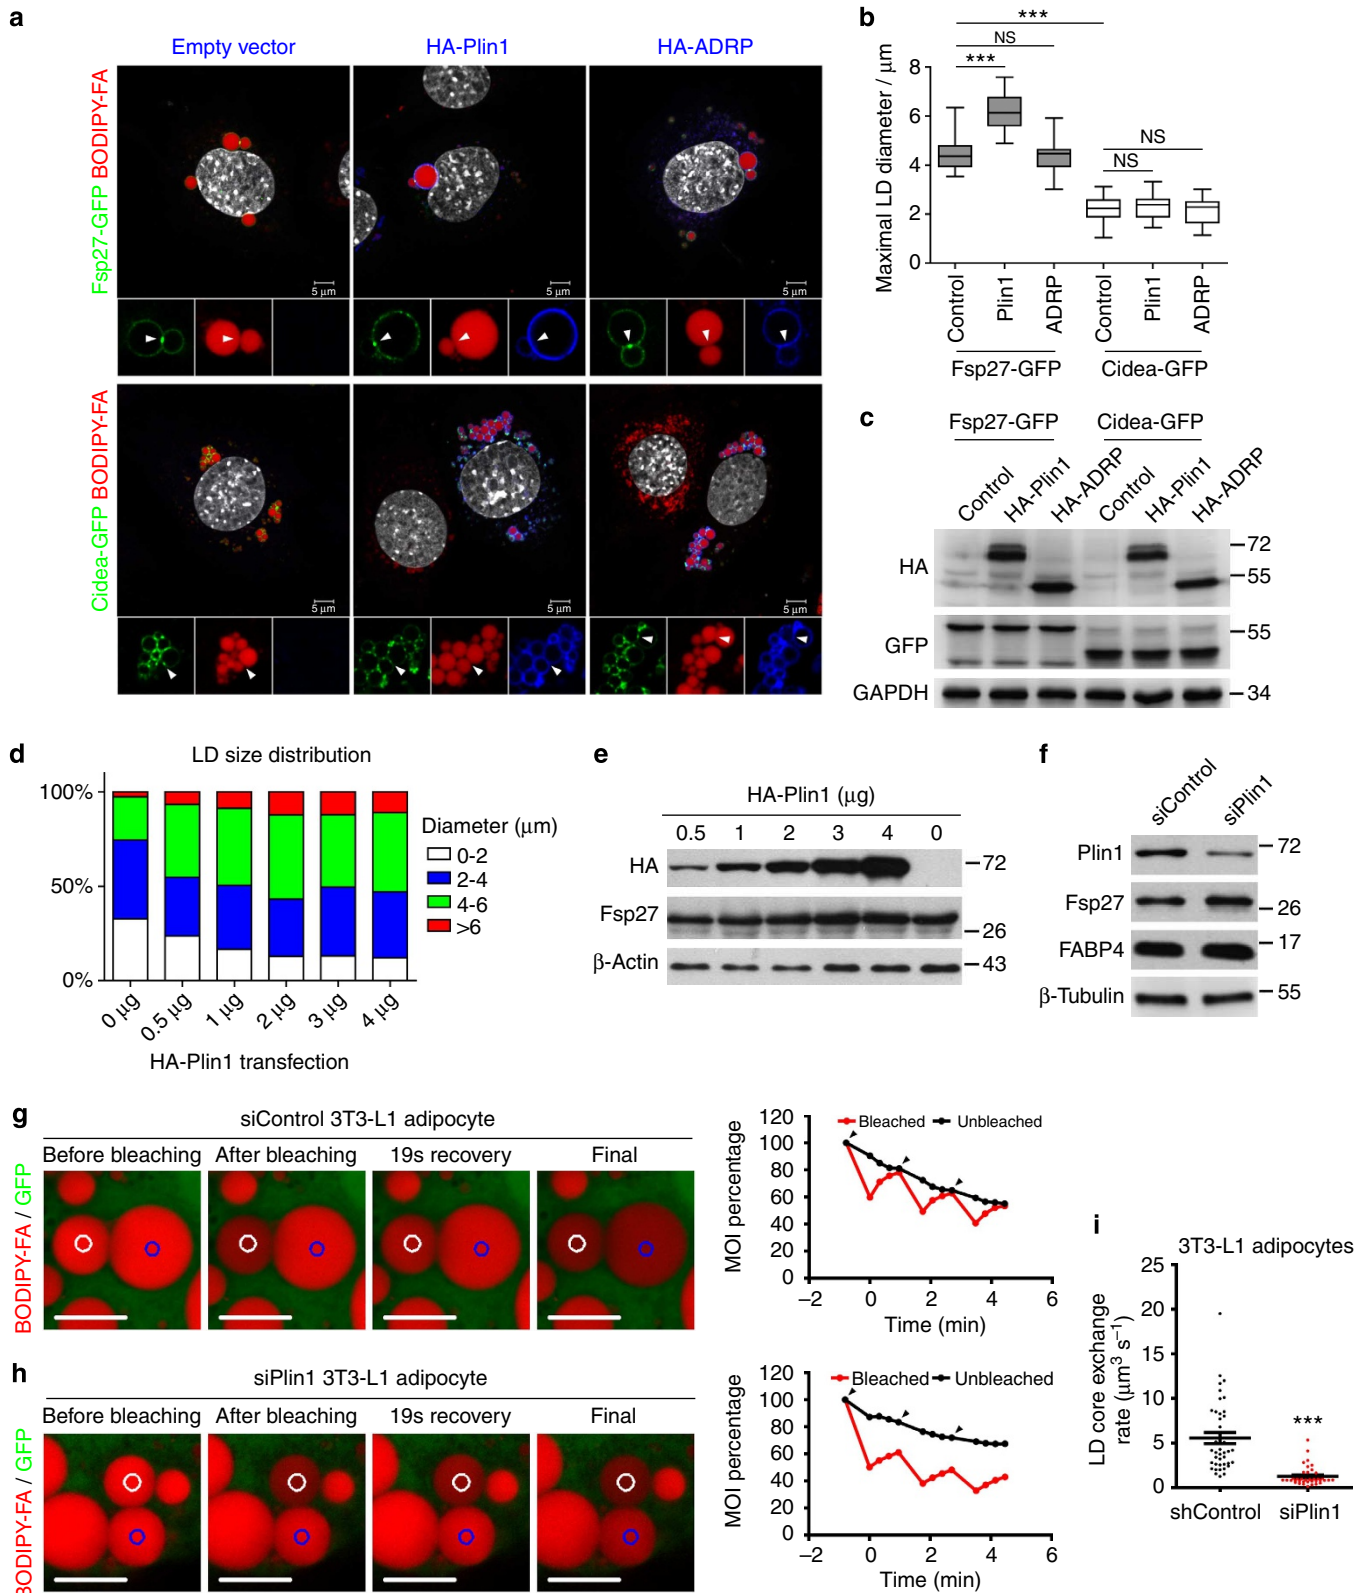 a
Empty vector
HA-Plin1
HA-ADRP
Fsp27-GFP BODIPY-FA
5 μm
5 μm
5 μm
Cidea-GFP BODIPY-FA
5 μm
5 μm
5 μm
b
Maximal LD diameter / μm
8
6
4
2
0
***
NS
***
NS
NS
Control
Plin1
ADRP
Control
Plin1
ADRP
Fsp27-GFP
Cidea-GFP
c
Fsp27-GFP
Cidea-GFP
Control
HA-Plin1
HA-ADRP
Control
HA-Plin1
HA-ADRP
HA
72
55
GFP
55
GAPDH
34
d
LD size distribution
100%
50%
0%
0 μg
0.5 μg
1 μg
2 μg
3 μg
4 μg
HA-Plin1 transfection
Diameter (μm)
0-2
2-4
4-6
>6
e
HA-Plin1 (μg)
0.5 1 2 3 4 0
HA
72
Fsp27
26
β-Actin
43
f
siControl
siPlin1
Plin1
72
Fsp27
26
FABP4
17
β-Tubulin
55
g
siControl 3T3-L1 adipocyte
Before bleaching
After bleaching
19s recovery
Final
BODIPY-FA / GFP
MOI percentage
120
100
80
60
40
20
0
Bleached
Unbleached
−2 0 2 4 6
Time (min)
h
siPlin1 3T3-L1 adipocyte
Before bleaching
After bleaching
19s recovery
Final
BODIPY-FA / GFP
MOI percentage
120
100
80
60
40
20
0
Bleached
Unbleached
−2 0 2 4 6
Time (min)
i
3T3-L1 adipocytes
LD core exchange
rate (μm³ s⁻¹)
25
20
15
10
5
0
***
shControl
siPlin1